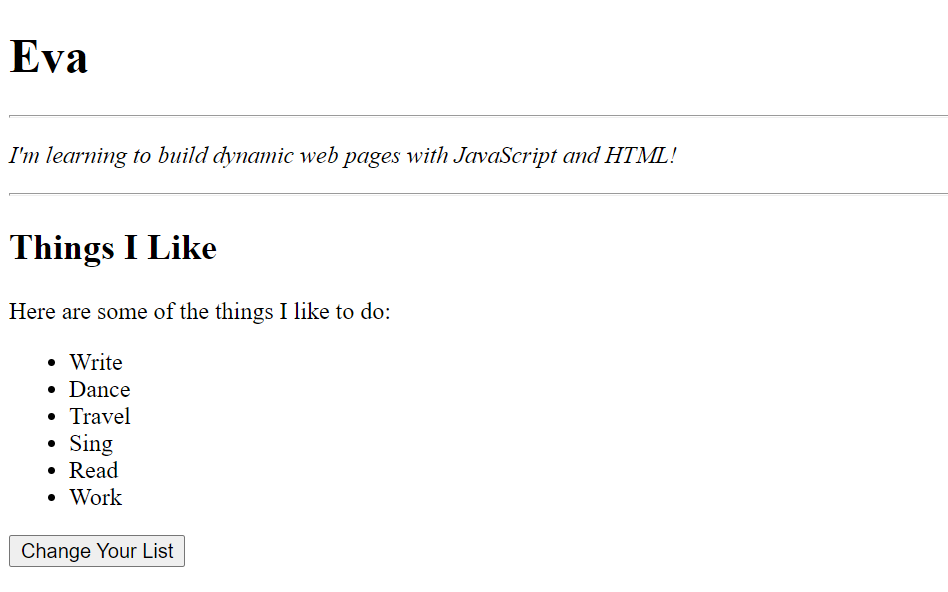 Eva
I'm learning to build dynamic web pages with JavaScript and HTML!
Things I Like
Here are some of the things I like to do:
Write
Dance
Travel
Sing
Read
Work
Change Your List